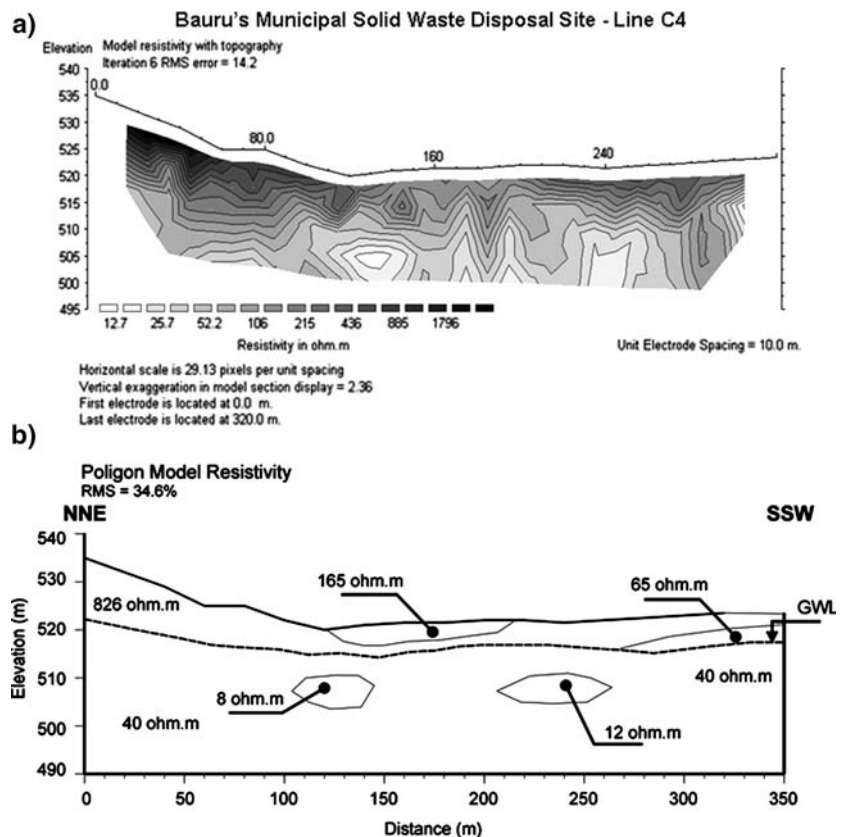 a)
Bauru's Municipal Solid Waste Disposal Site - Line C4
Elevation
Model resistivity with topography
Iteration 6 RMS error = 14.2
540
535
530
525
520
515
510
505
500
495
0.0
80.0
160
240
12.7 25.7 52.2 106 215 436 885 1796
Resistivity in ohm.m
Unit Electrode Spacing = 10.0 m.
Horizontal scale is 29.13 pixels per unit spacing
Vertical exaggeration in model section display = 2.36
First electrode is located at 0.0 m.
Last electrode is located at 320.0 m.
b)
Poligon Model Resistivity
RMS = 34.6%
NNE
SSW
540
530
520
510
500
490
Elevation (m)
165 ohm.m
65 ohm.m
GWL
826 ohm.m
40 ohm.m
8 ohm.m
40 ohm.m
12 ohm.m
0 50 100 150 200 250 300 350
Distance (m)